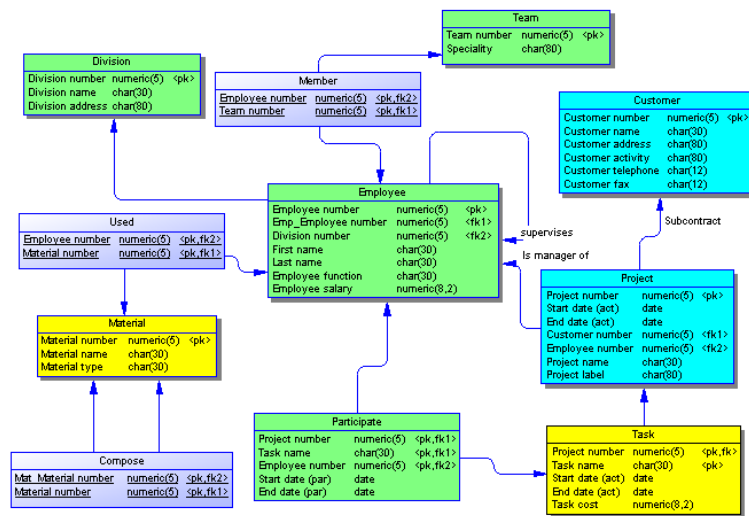 Team
Team number numeric(5) <pk>
Speciality char(80)
Division
Division number numeric(5) <pk>
Division name char(30)
Division address char(80)
Member
Employee number numeric(5) <pk,fk2>
Team number numeric(5) <pk,fk1>
Customer
Customer number numeric(5) <pk>
Customer name char(30)
Customer address char(80)
Customer activity char(80)
Customer telephone char(12)
Customer fax char(12)
Employee
Employee number numeric(5) <pk>
Emp_Employee number numeric(5) <fk1>
Division number numeric(5) <fk2>
First name char(30)
Last name char(30)
Employee function char(30)
Employee salary numeric(8,2)
supervises
Is manager of
Subcontract
Used
Employee number numeric(5) <pk,fk2>
Material number numeric(5) <pk,fk1>
Project
Project number numeric(5) <pk>
Start date (act) date
End date (act) date
Customer number numeric(5) <fk1>
Employee number numeric(5) <fk2>
Project name char(30)
Project label char(80)
Material
Material number numeric(5) <pk>
Material name char(30)
Material type char(30)
Participate
Project number numeric(5) <pk,fk1>
Task name char(30) <pk,fk1>
Employee number numeric(5) <pk,fk2>
Start date (par) date
End date (par) date
Task
Project number numeric(5) <pk,fk>
Task name char(30) <pk>
Start date (act) date
End date (act) date
Task cost numeric(8,2)
Compose
Mat_Material number numeric(5) <pk,fk2>
Material number numeric(5) <pk,fk1>